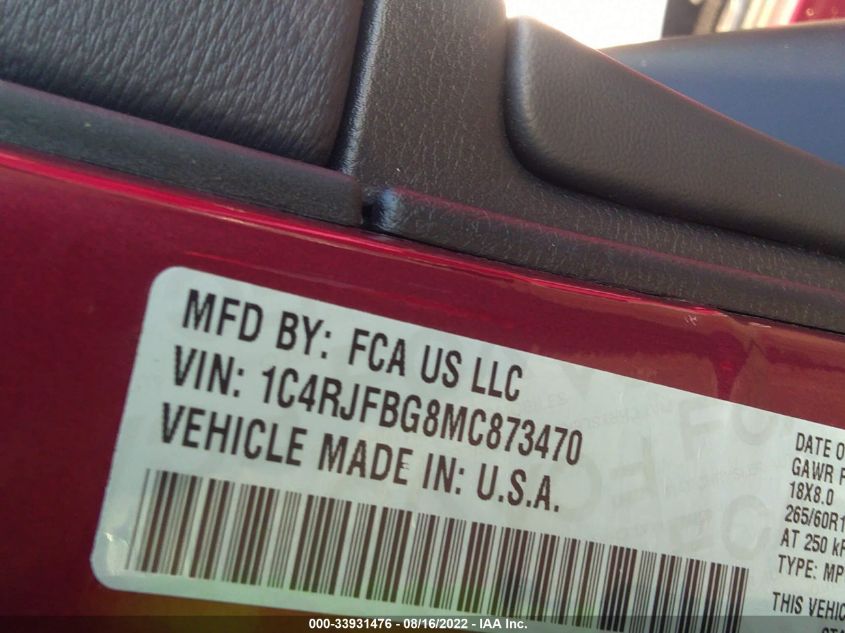 MFD BY: FCA US LLC
VIN: 1C4RJFBG8MC873470
VEHICLE MADE IN: U.S.A.
DATE O
GAWR F
18X8.0
265/60R1
AT 250 kP
TYPE: MP
THIS VEHIC
000-33931476 - 08/16/2022 - IAA Inc.